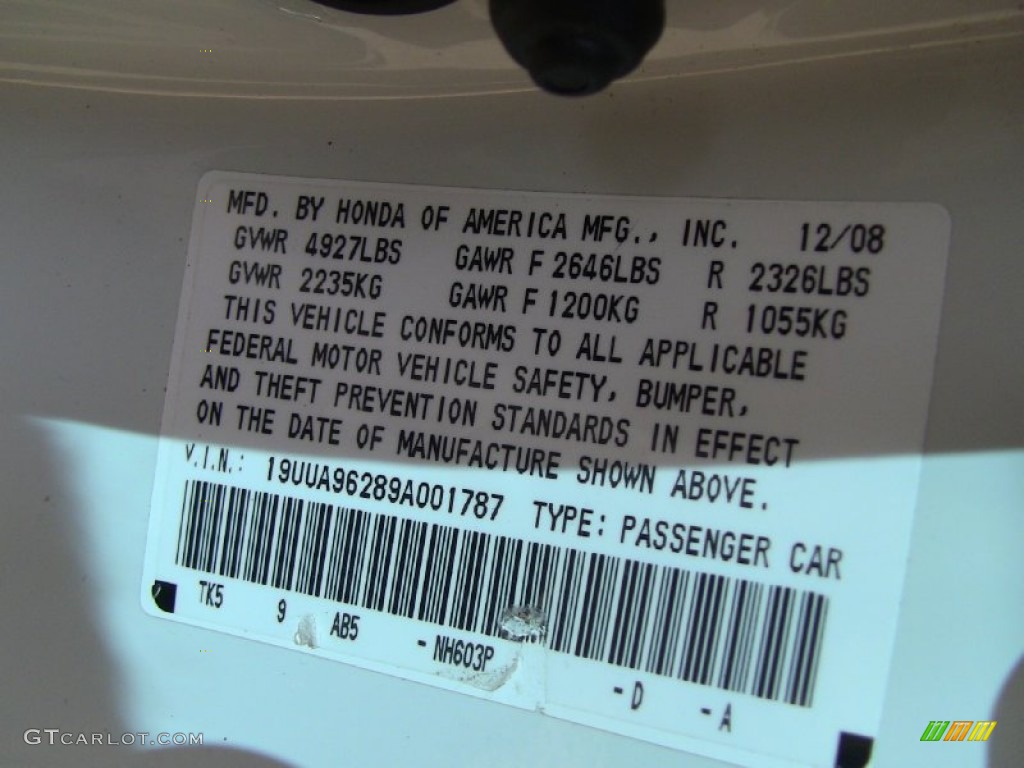 MFD. BY HONDA OF AMERICA MFG., INC. 12/08
GVWR 4927LBS GAWR F 2646LBS R 2326LBS
GVWR 2235KG GAWR F 1200KG R 1055KG
THIS VEHICLE CONFORMS TO ALL APPLICABLE
FEDERAL MOTOR VEHICLE SAFETY, BUMPER,
AND THEFT PREVENTION STANDARDS IN EFFECT
ON THE DATE OF MANUFACTURE SHOWN ABOVE.
V.I.N.: 19UUA96289A001787 TYPE: PASSENGER CAR
TK5 9 AB5 - NH603P - D - A
GTCARLOT.COM